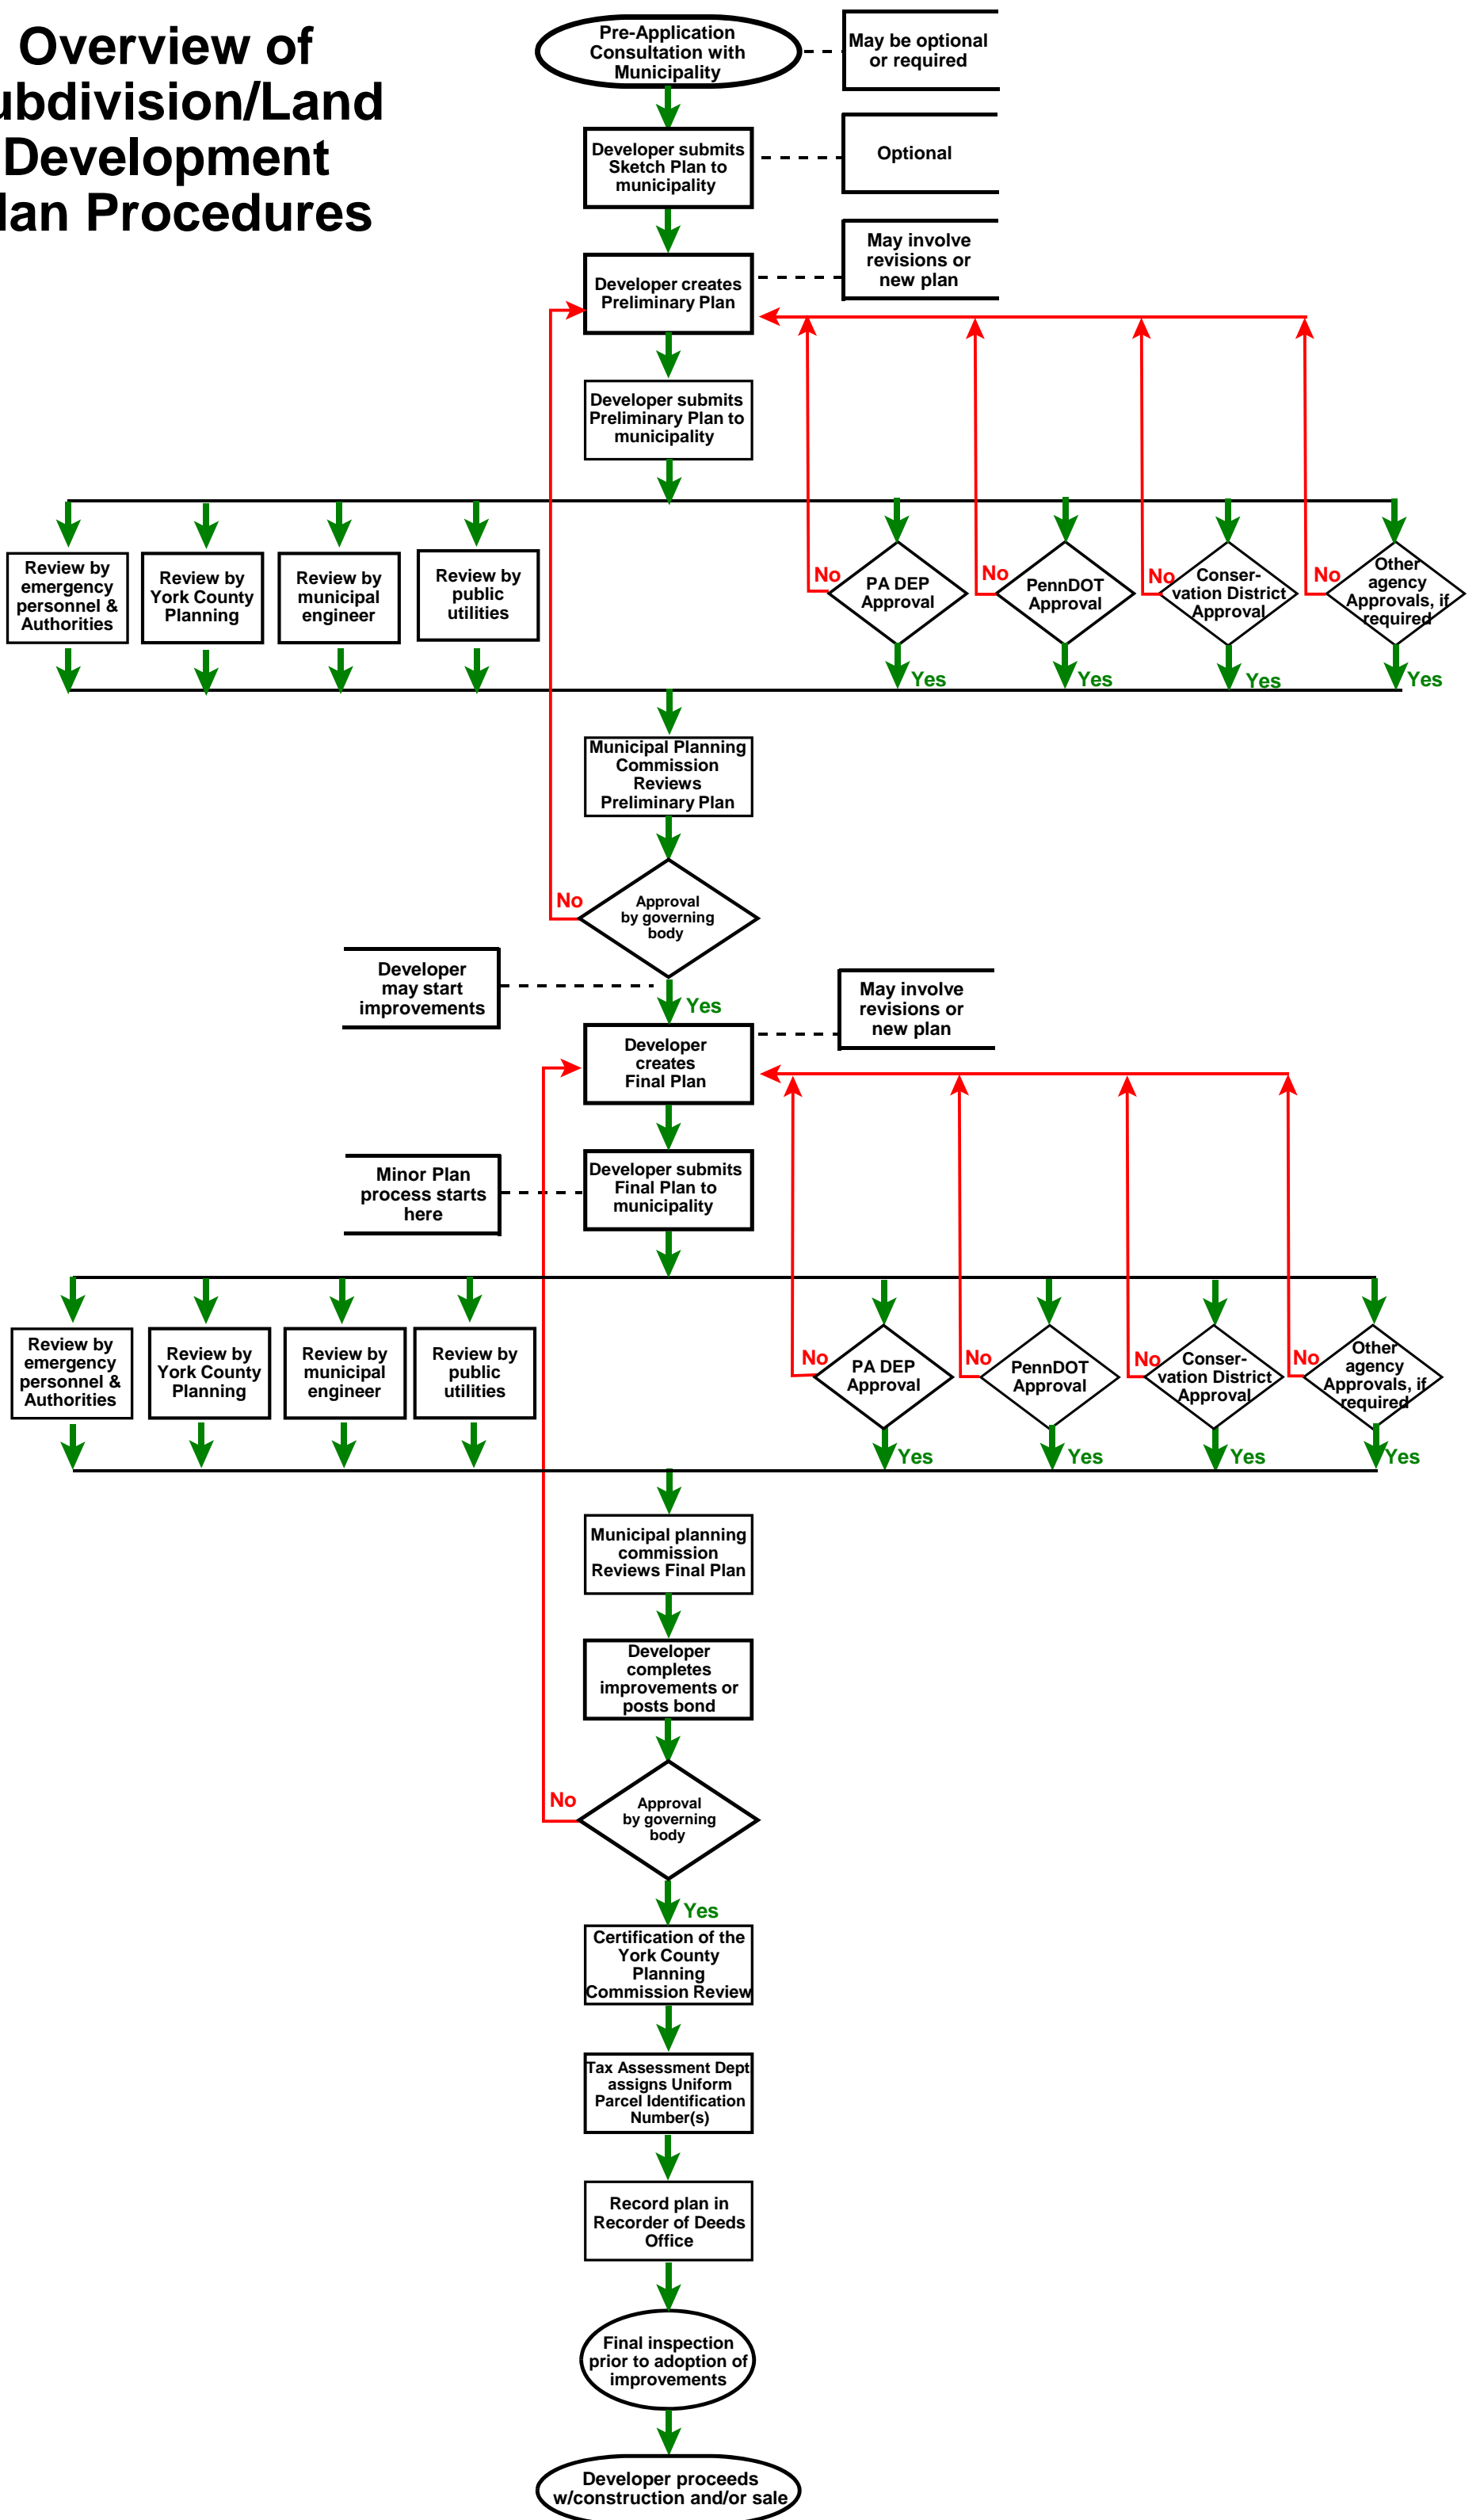 Overview of
ubdivision/Land
Development
lan Procedures
Pre-Application
Consultation with
Municipality
May be optional
or required
Developer submits
Sketch Plan to
municipality
Optional
Developer creates
Preliminary Plan
May involve
revisions or
new plan
Developer submits
Preliminary Plan to
municipality
Review by
emergency
personnel &
Authorities
Review by
York County
Planning
Review by
municipal
engineer
Review by
public
utilities
No
PA DEP
Approval
Yes
No
PennDOT
Approval
Yes
No
Conser-
vation District
Approval
Yes
No
Other
agency
Approvals, if
required
Yes
Municipal Planning
Commission
Reviews
Preliminary Plan
No
Approval
by governing
body
Yes
Developer
may start
improvements
Developer
creates
Final Plan
May involve
revisions or
new plan
Minor Plan
process starts
here
Developer submits
Final Plan to
municipality
Review by
emergency
personnel &
Authorities
Review by
York County
Planning
Review by
municipal
engineer
Review by
public
utilities
No
PA DEP
Approval
Yes
No
PennDOT
Approval
Yes
No
Conser-
vation District
Approval
Yes
No
Other
agency
Approvals, if
required
Yes
Municipal planning
commission
Reviews Final Plan
Developer
completes
improvements or
posts bond
No
Approval
by governing
body
Yes
Certification of the
York County
Planning
Commission Review
Tax Assessment Dept
assigns Uniform
Parcel Identification
Number(s)
Record plan in
Recorder of Deeds
Office
Final inspection
prior to adoption of
improvements
Developer proceeds
w/construction and/or sale